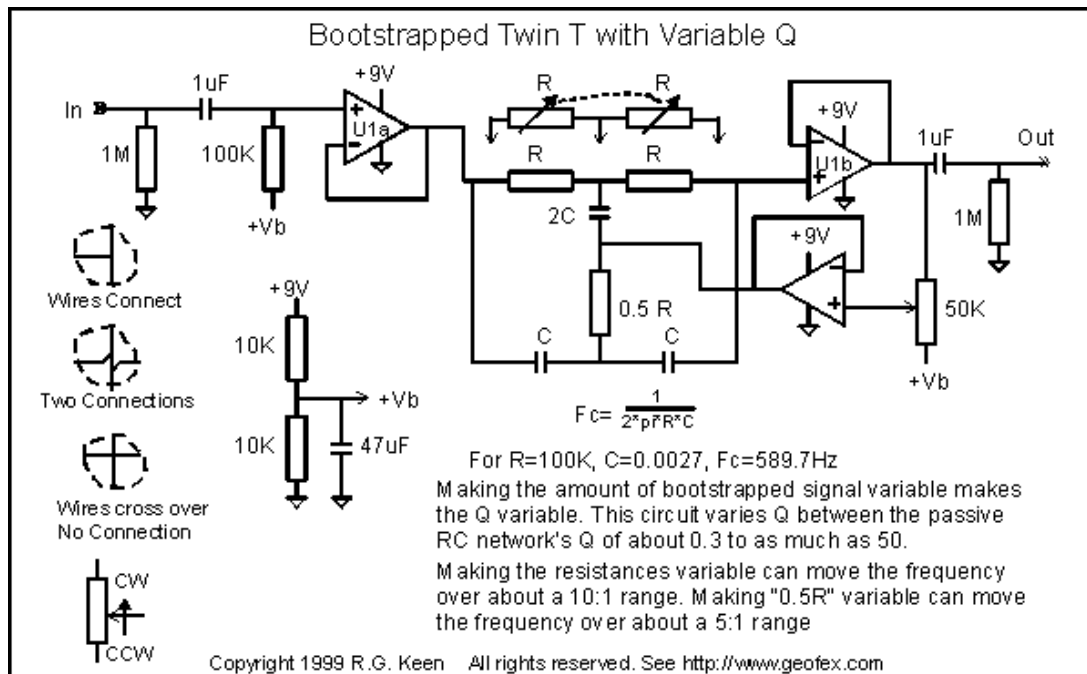 Bootstrapped Twin T with Variable Q
In
1uF
+9V
U1a
+
-
1M
100K
+Vb
R
R
R
R
2C
0.5 R
C
C
+9V
U1b
+
-
1uF
Out
1M
+9V
-
+
50K
+Vb
Wires Connect
Two Connections
Wires cross over
No Connection
CW
CCW
+9V
10K
10K
+Vb
47uF
Fc= 1
2*pi*R*C
For R=100K, C=0.0027, Fc=589.7Hz
Making the amount of bootstrapped signal variable makes
the Q variable. This circuit varies Q between the passive
RC network's Q of about 0.3 to as much as 50.
Making the resistances variable can move the frequency
over about a 10:1 range. Making "0.5R" variable can move
the frequency over about a 5:1 range
Copyright 1999 R.G. Keen All rights reserved. See http://www.geofex.com